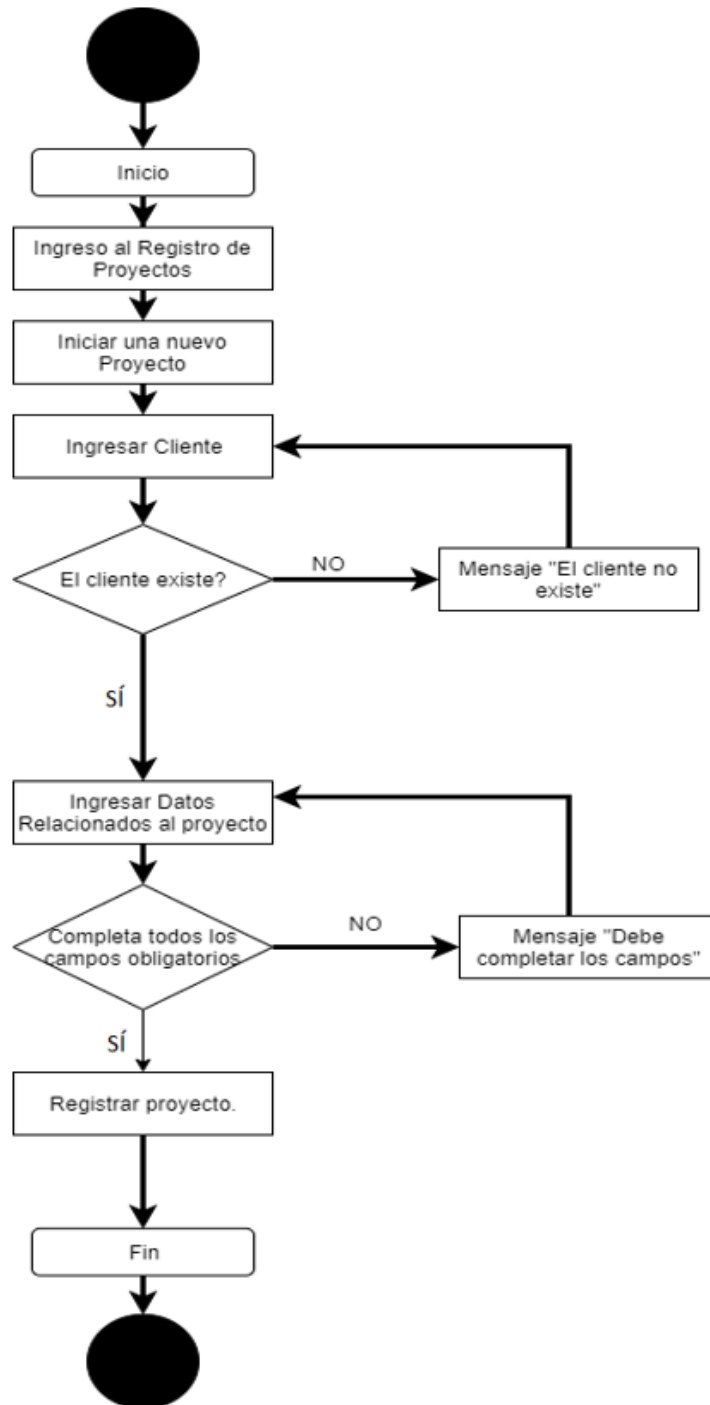 Inicio
Ingreso al Registro de
Proyectos
Iniciar una nuevo
Proyecto
Ingresar Cliente
El cliente existe?
NO
Mensaje "El cliente no
existe"
SÍ
Ingresar Datos
Relacionados al proyecto
Completa todos los
campos obligatorios
NO
Mensaje "Debe
completar los campos"
SÍ
Registrar proyecto.
Fin